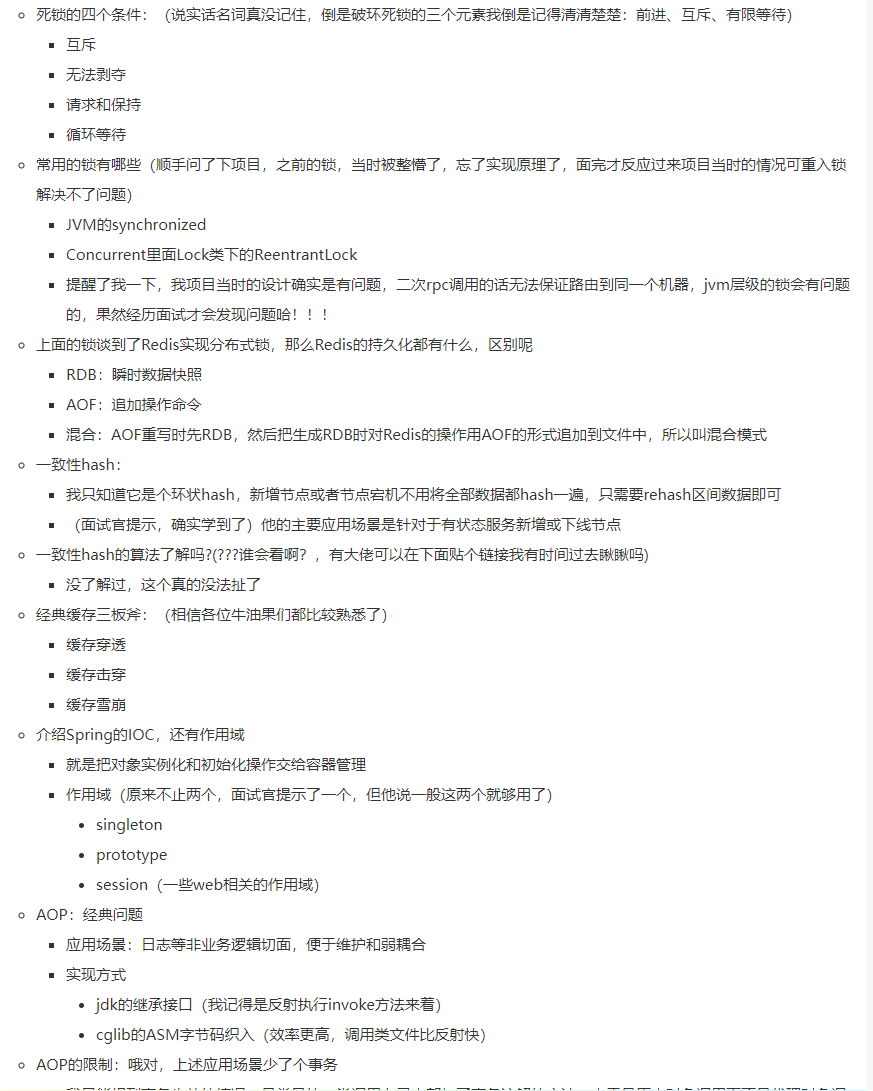 死锁的四个条件：（说实话名词真没记住，倒是破坏死锁的三个元素我倒是记得清清楚楚：前进、互斥、有限等待）
互斥
无法剥夺
请求和保持
循环等待
常用的锁有哪些（顺手问了下项目，之前的锁，当时被整懵了，忘了实现原理了，面完才反应过来项目当时的情况可重入锁
解决不了问题）
JVM的synchronized
Concurrent里面Lock类下的ReentrantLock
提醒了我一下，我项目当时的设计确实是有问题，二次rpc调用的话无法保证路由到同一个机器，jvm层级的锁会有问题
的，果然经历面试才会发现问题哈！！！
上面的锁谈到了Redis实现分布式锁，那么Redis的持久化都有什么，区别呢
RDB：瞬时数据快照
AOF：追加操作命令
混合：AOF重写时先RDB，然后把生成RDB时对Redis的操作用AOF的形式追加到文件中，所以叫混合模式
一致性hash：
我只知道它是个环状hash，新增节点或者节点宕机不用将全部数据都hash一遍，只需要rehash区间数据即可
（面试官提示，确实学到了）他的主要应用场景是针对于有状态服务新增或下线节点
一致性hash的算法了解吗?(???谁会看啊？，有大佬可以在下面贴个链接我有时间过去瞅瞅吗)
没了解过，这个真的没法扯了
经典缓存三板斧：（相信各位牛油果们都比较熟悉了）
缓存穿透
缓存击穿
缓存雪崩
介绍Spring的IOC，还有作用域
就是把对象实例化和初始化操作交给容器管理
作用域（原来不止两个，面试官提示了一个，但他说一般这两个就够用了）
singleton
prototype
session（一些web相关的作用域）
AOP：经典问题
应用场景：日志等非业务逻辑切面，便于维护和弱耦合
实现方式
jdk的继承接口（我记得是反射执行invoke方法来着）
cglib的ASM字节码织入（效率更高，调用类文件比反射快）
AOP的限制：哦对，上述应用场景少了个事务